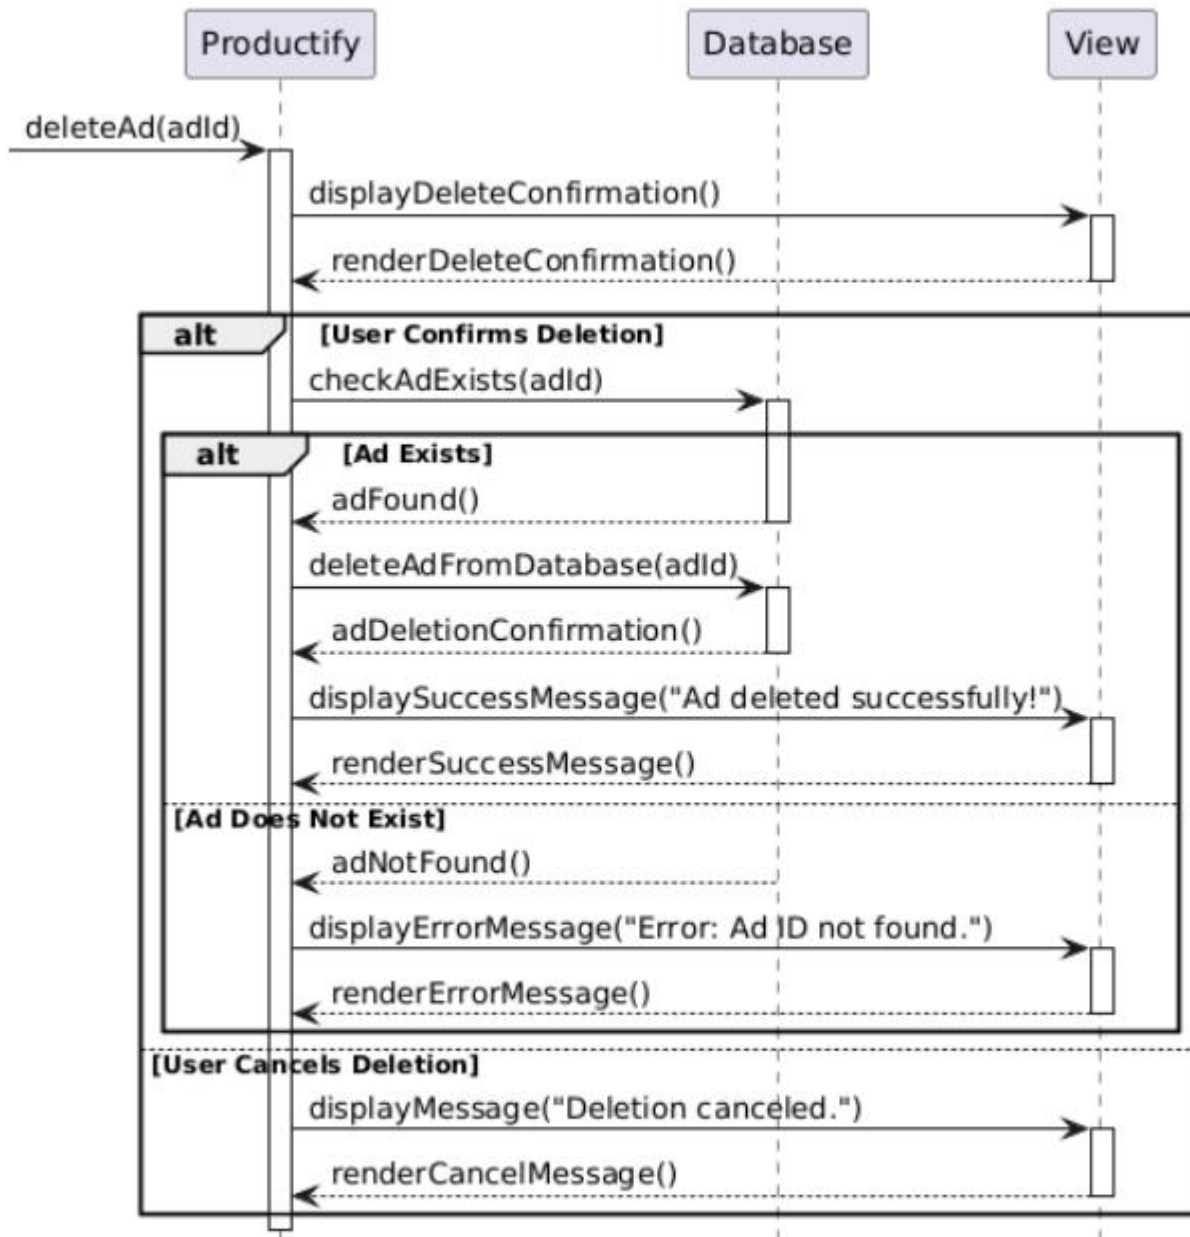 Productify Database View
deleteAd(adId)
displayDeleteConfirmation()
renderDeleteConfirmation()
alt [User Confirms Deletion]
checkAdExists(adId)
alt [Ad Exists]
adFound()
deleteAdFromDatabase(adId)
adDeletionConfirmation()
displaySuccessMessage("Ad deleted successfully!")
renderSuccessMessage()
[Ad Does Not Exist]
adNotFound()
displayErrorMessage("Error: Ad ID not found.")
renderErrorMessage()
[User Cancels Deletion]
displayMessage("Deletion canceled.")
renderCancelMessage()